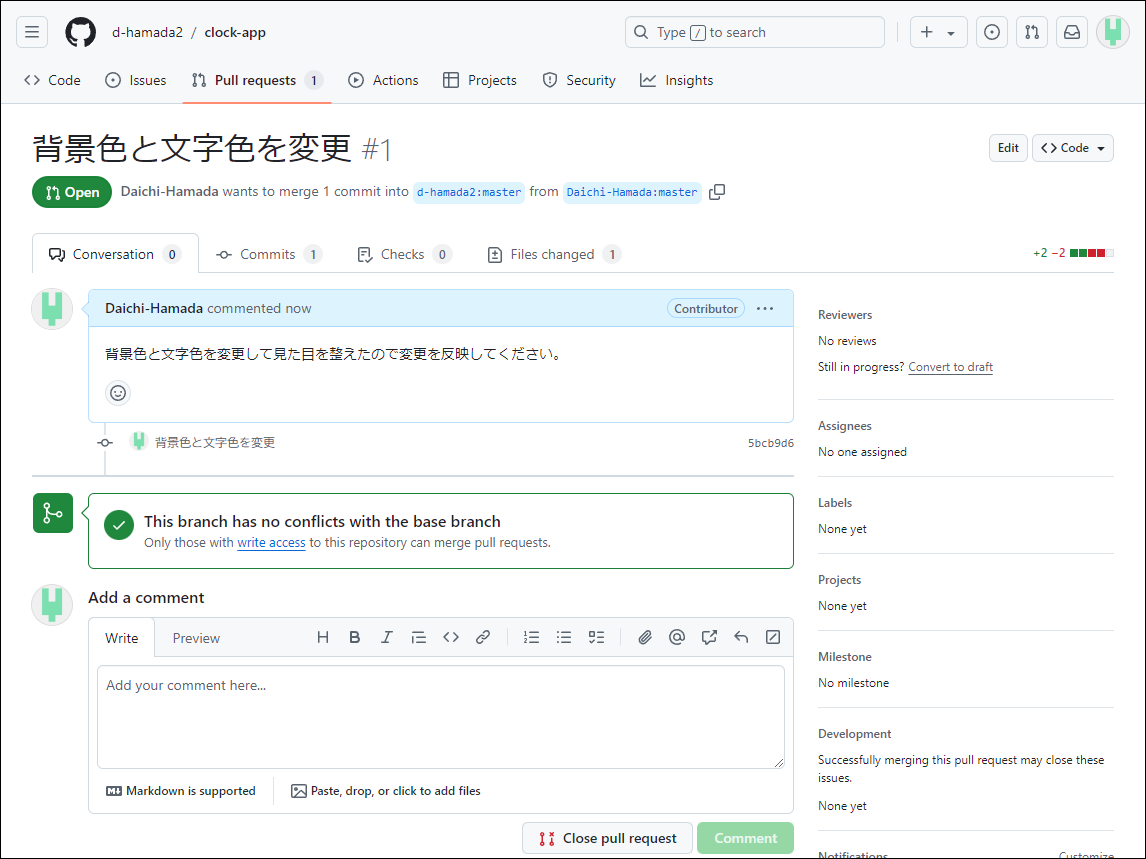 d-hamada2 / clock-app
Type / to search
Code Issues Pull requests 1 Actions Projects Security Insights
背景色と文字色を変更 #1
Edit
Code
Open Daichi-Hamada wants to merge 1 commit into d-hamada2:master from Daichi-Hamada:master
Conversation 0 Commits 1 Checks 0 Files changed 1
+2 −2
Daichi-Hamada commented now
Contributor
背景色と文字色を変更して見た目を整えたので変更を反映してください。
背景色と文字色を変更
5bcb9d6
This branch has no conflicts with the base branch
Only those with write access to this repository can merge pull requests.
Add a comment
Write Preview
Add your comment here...
Markdown is supported
Paste, drop, or click to add files
Close pull request
Comment
Reviewers
No reviews
Still in progress? Convert to draft
Assignees
No one assigned
Labels
None yet
Projects
None yet
Milestone
No milestone
Development
Successfully merging this pull request may close these
issues.
None yet
Notifications
Customize